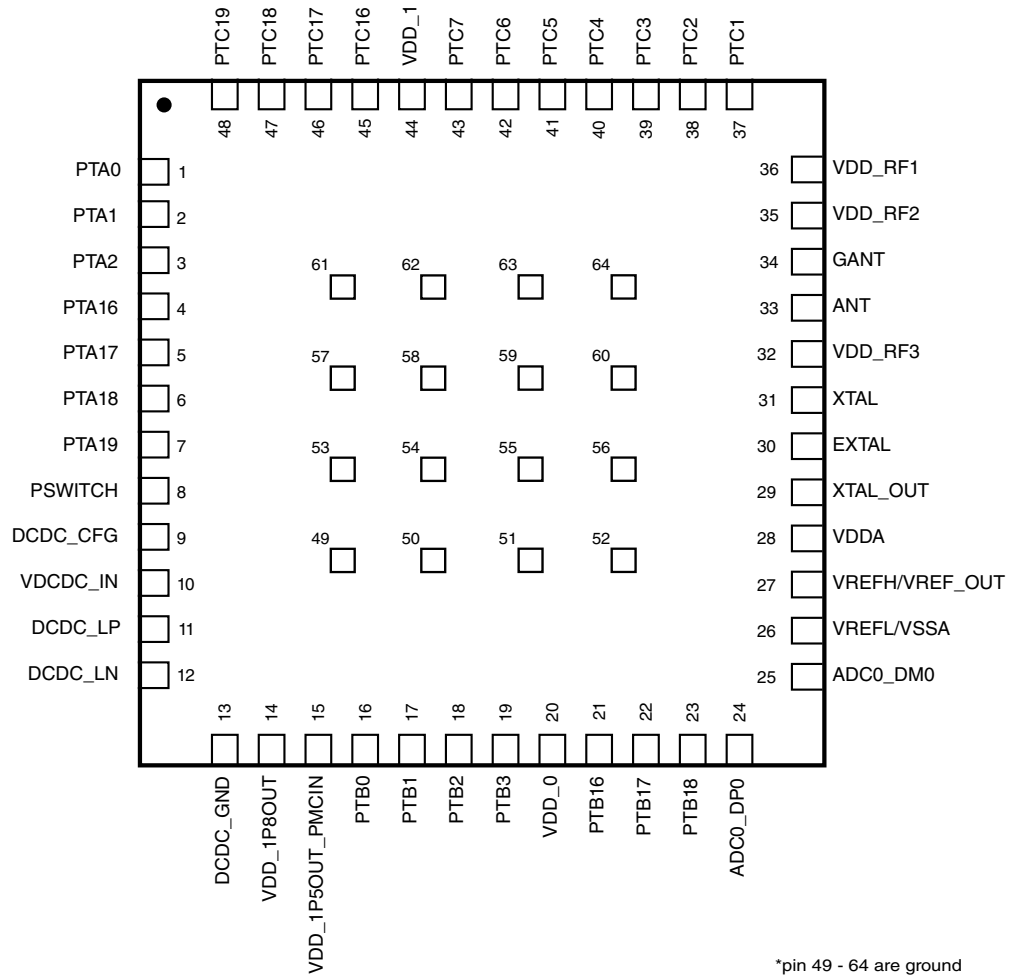 PTC19
PTC18
PTC17
PTC16
VDD_1
PTC7
PTC6
PTC5
PTC4
PTC3
PTC2
PTC1
48
47
46
45
44
43
42
41
40
39
38
37
PTA0 1
PTA1 2
PTA2 3
PTA16 4
PTA17 5
PTA18 6
PTA19 7
PSWITCH 8
DCDC_CFG 9
VDCDC_IN 10
DCDC_LP 11
DCDC_LN 12
61 62 63 64
57 58 59 60
53 54 55 56
49 50 51 52
36 VDD_RF1
35 VDD_RF2
34 GANT
33 ANT
32 VDD_RF3
31 XTAL
30 EXTAL
29 XTAL_OUT
28 VDDA
27 VREFH/VREF_OUT
26 VREFL/VSSA
25 ADC0_DM0
13
14
15
16
17
18
19
20
21
22
23
24
DCDC_GND
VDD_1P8OUT
VDD_1P5OUT_PMCIN
PTB0
PTB1
PTB2
PTB3
VDD_0
PTB16
PTB17
PTB18
ADC0_DP0
*pin 49 - 64 are ground